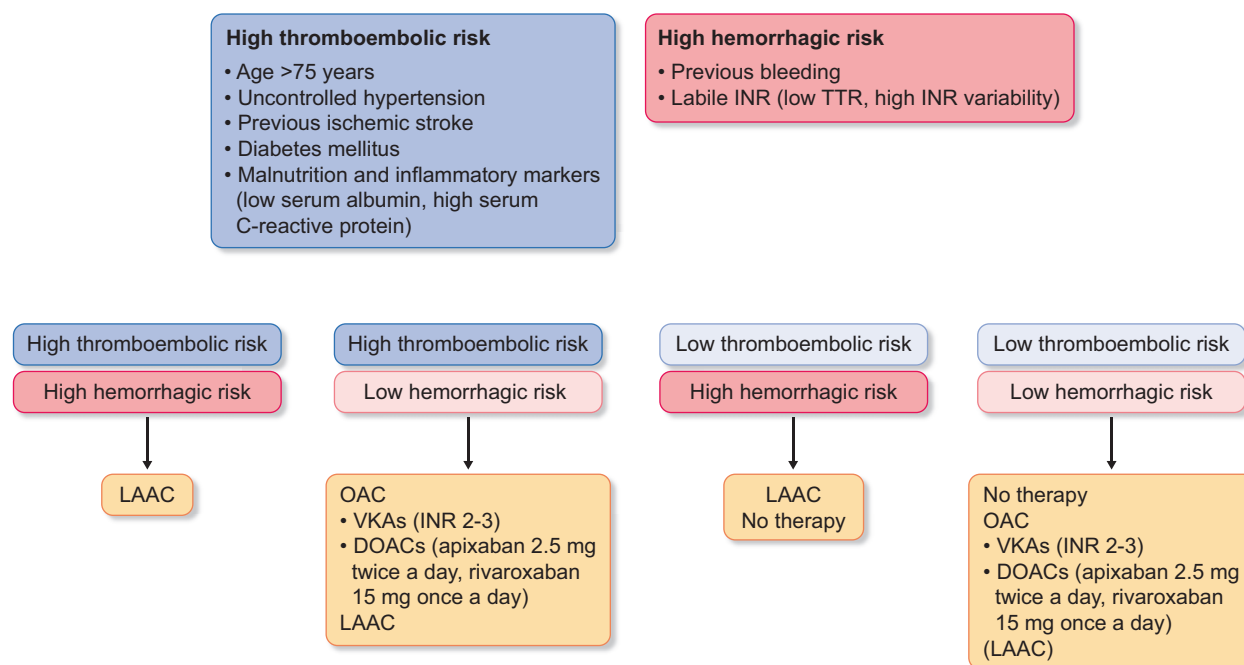 High thromboembolic risk
• Age >75 years
• Uncontrolled hypertension
• Previous ischemic stroke
• Diabetes mellitus
• Malnutrition and inflammatory markers
(low serum albumin, high serum
C-reactive protein)
High hemorrhagic risk
• Previous bleeding
• Labile INR (low TTR, high INR variability)
High thromboembolic risk
High hemorrhagic risk
LAAC
High thromboembolic risk
Low hemorrhagic risk
OAC
• VKAs (INR 2-3)
• DOACs (apixaban 2.5 mg
twice a day, rivaroxaban
15 mg once a day)
LAAC
Low thromboembolic risk
High hemorrhagic risk
LAAC
No therapy
Low thromboembolic risk
Low hemorrhagic risk
No therapy
OAC
• VKAs (INR 2-3)
• DOACs (apixaban 2.5 mg
twice a day, rivaroxaban
15 mg once a day)
(LAAC)